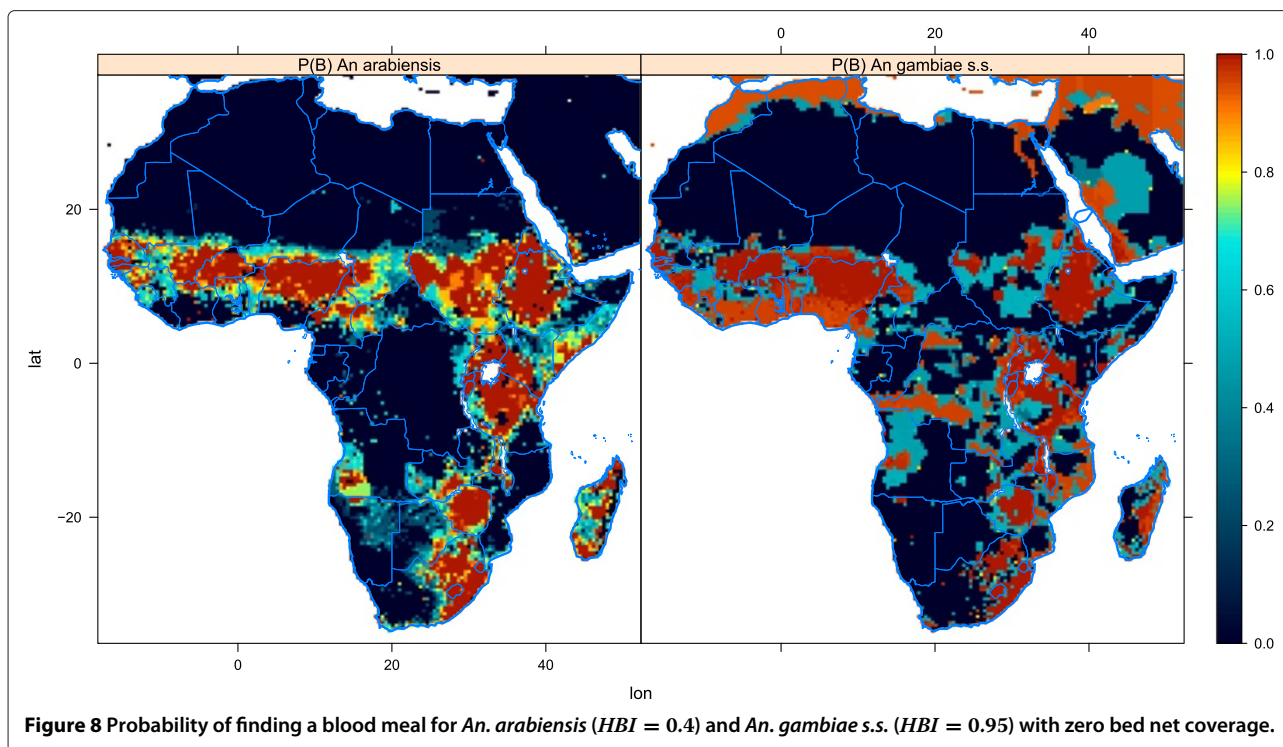 0 20 40
P(B) An arabiensis P(B) An gambiae s.s.
1.0
0.8
20
0.6
lat
0
0.4
0.2
−20
0.0
0 20 40
lon
Figure 8 Probability of finding a blood meal for An. arabiensis (HBI = 0.4) and An. gambiae s.s. (HBI = 0.95) with zero bed net coverage.